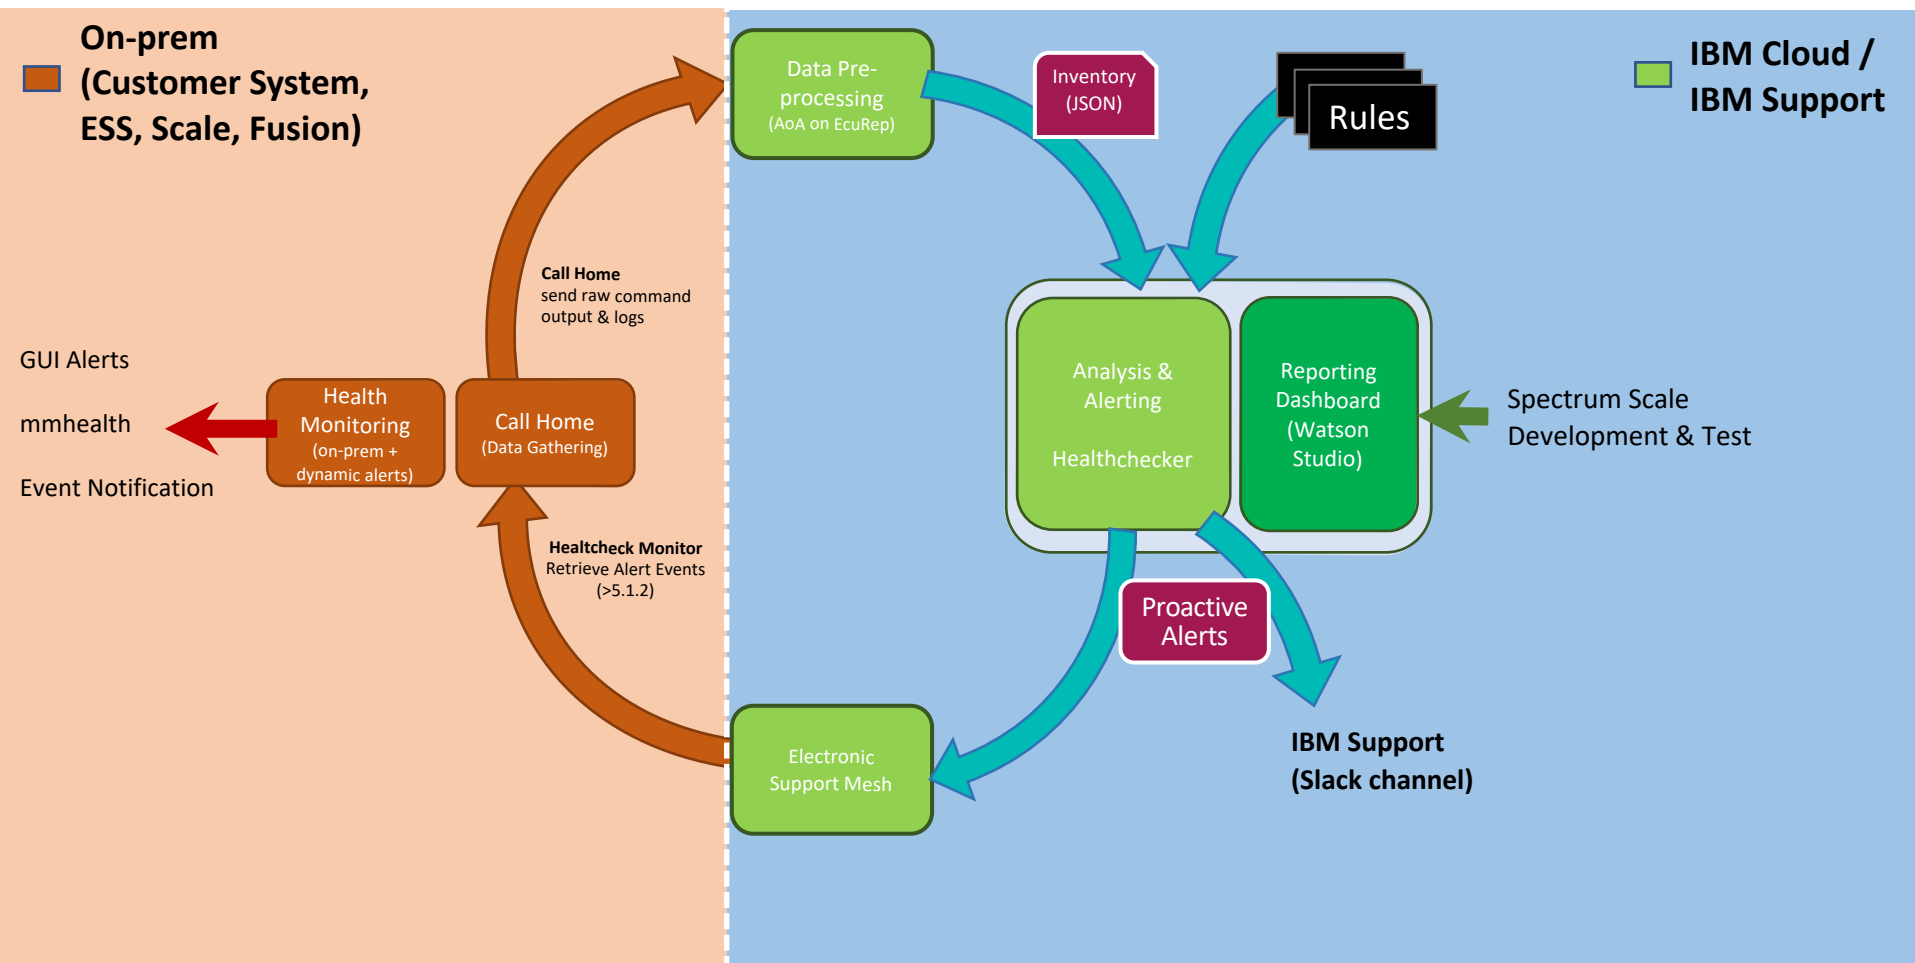 On-prem
(Customer System,
ESS, Scale, Fusion)
IBM Cloud /
IBM Support
Data Pre-
processing
(AoA on EcuRep)
Inventory
(JSON)
Rules
Call Home
send raw command
output & logs
GUI Alerts
mmhealth
Event Notification
Health
Monitoring
(on-prem +
dynamic alerts)
Call Home
(Data Gathering)
Analysis &
Alerting
Healthchecker
Reporting
Dashboard
(Watson
Studio)
Spectrum Scale
Development & Test
Healtcheck Monitor
Retrieve Alert Events
(>5.1.2)
Proactive
Alerts
Electronic
Support Mesh
IBM Support
(Slack channel)